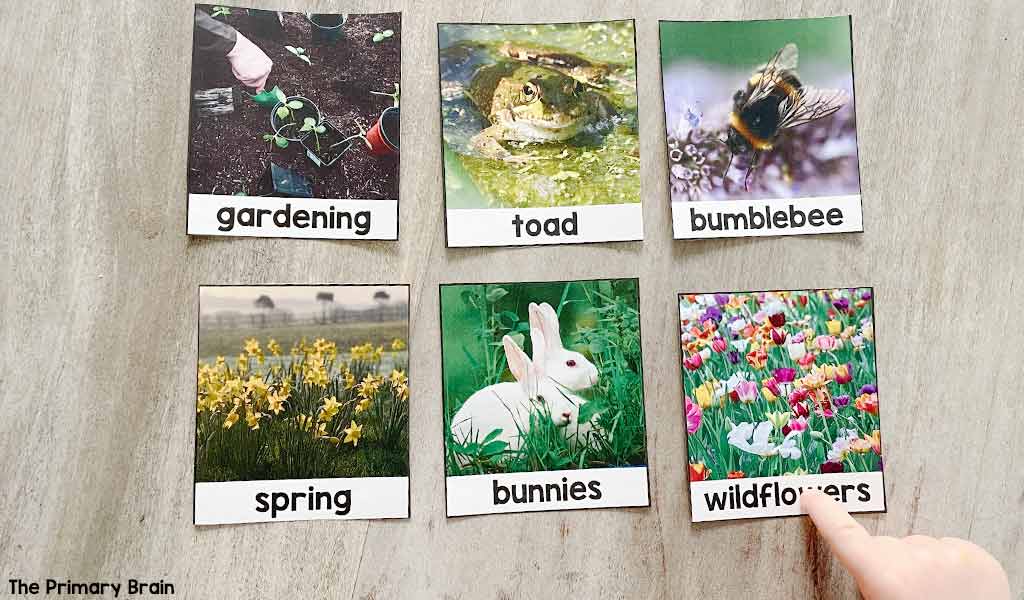 gardening
toad
bumblebee
spring
bunnies
wildflowers
The Primary Brain